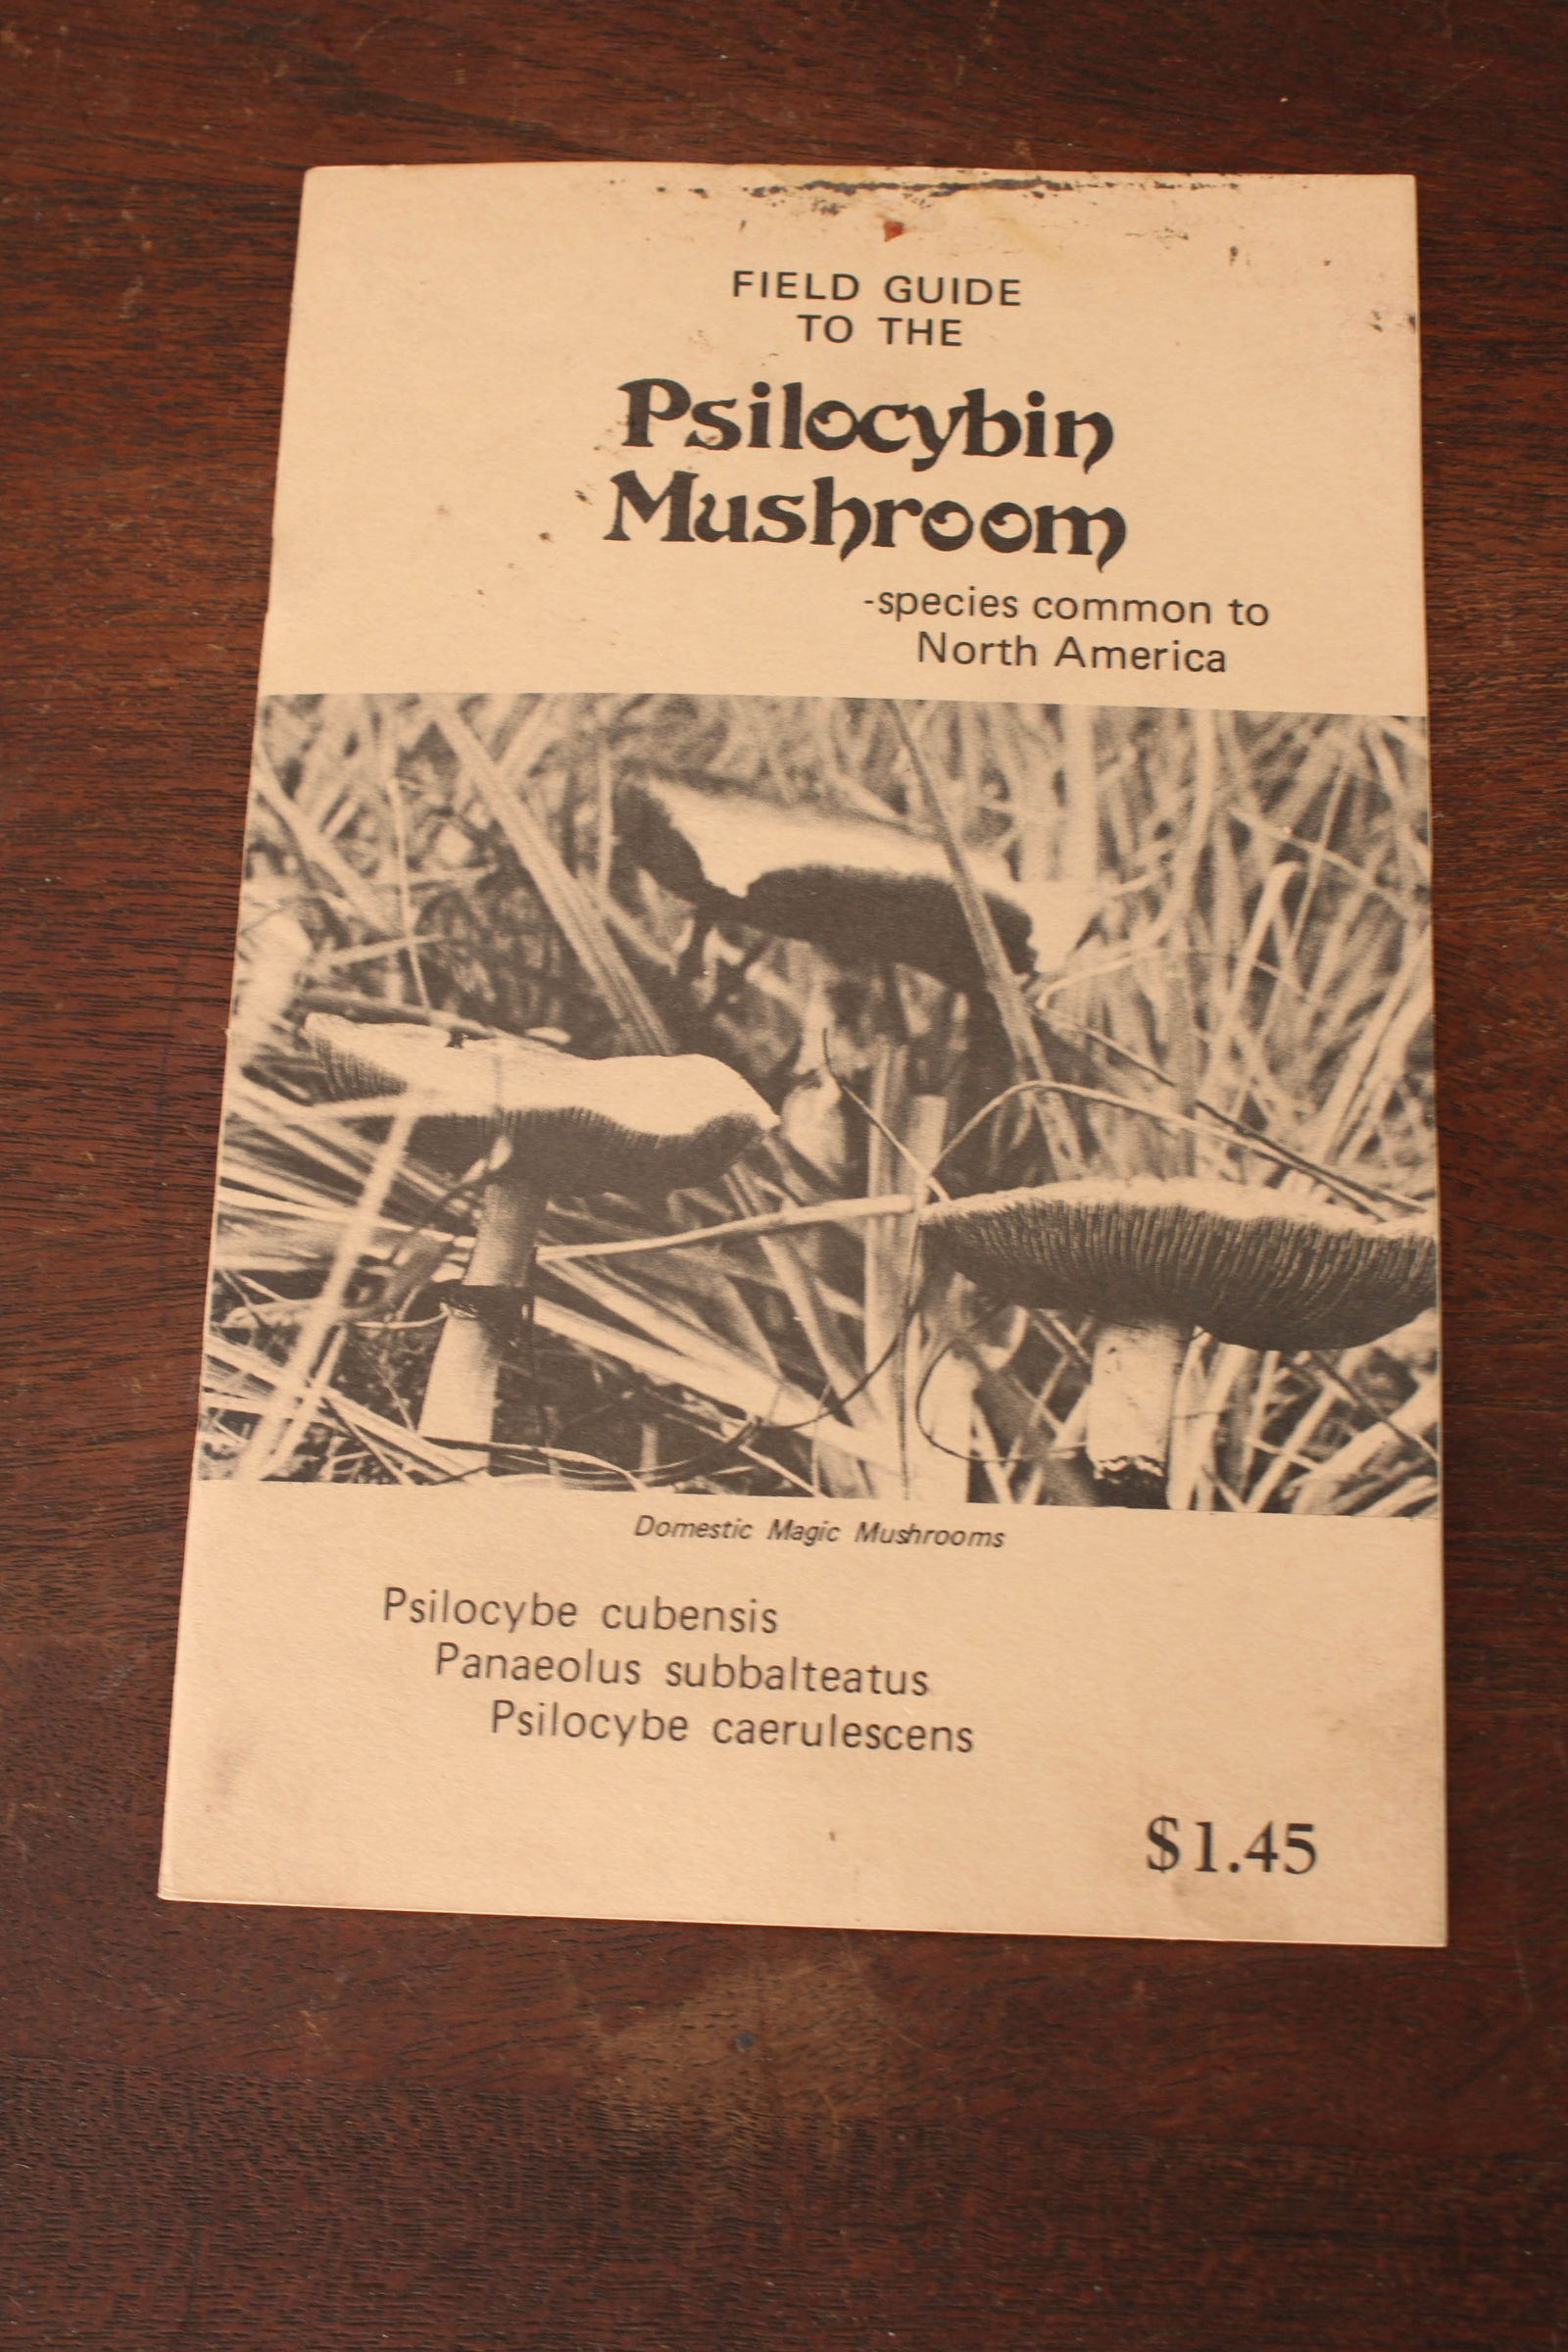 FIELD GUIDE
TO THE
Psilocybin
Mushroom
-species common to
North America
Domestic Magic Mushrooms
Psilocybe cubensis
Panaeolus subbalteatus
Psilocybe caerulescens
$1.45